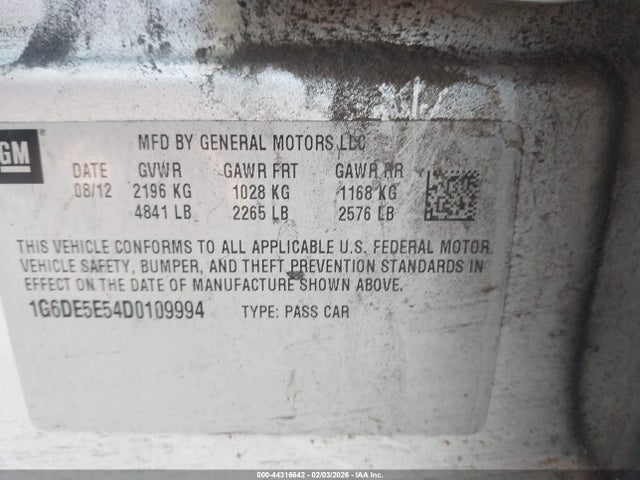 GM
MFD BY GENERAL MOTORS LLC
DATE GVWR GAWR FRT GAWR RR
08/12 2196 KG 1028 KG 1168 KG
4841 LB 2265 LB 2576 LB
THIS VEHICLE CONFORMS TO ALL APPLICABLE U.S. FEDERAL MOTOR
VEHICLE SAFETY, BUMPER, AND THEFT PREVENTION STANDARDS IN
EFFECT ON THE DATE OF MANUFACTURE SHOWN ABOVE.
1G6DE5E54D0109994 TYPE: PASS CAR
000-44316642 - 02/03/2026 - IAAI.COM